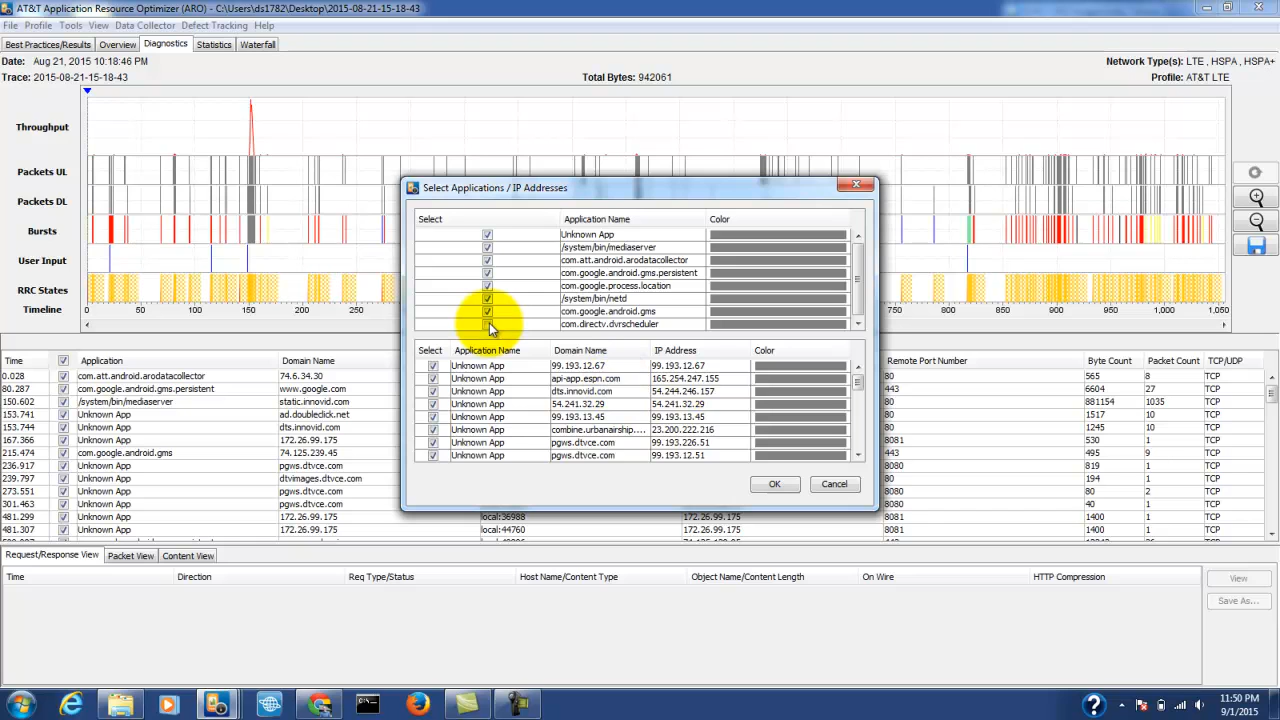 AT&T Application Resource Optimizer (ARO) - C:\Users\ds1782\Desktop\2015-08-21-15-18-43
File Profile Tools View Data Collector Defect Tracking Help
Best Practices/Results Overview Diagnostics Statistics Waterfall
Date: Aug 21, 2015 10:18:46 PM Network Type(s): LTE , HSPA , HSPA+
Trace: 2015-08-21-15-18-43 Total Bytes: 942061 Profile: AT&T LTE
Throughput
Packets UL
Packets DL
Bursts
User Input
RRC States
Timeline 0 50 100 150 200 250 900 950 1,000 1,050
Select Applications / IP Addresses
Select Application Name Color
Unknown App
/system/bin/mediaserver
com.att.android.arodatacollector
com.google.android.gms.persistent
com.google.process.location
/system/bin/netd
com.google.android.gms
com.directv.dvrscheduler
Select Application Name Domain Name IP Address Color
Unknown App 99.193.12.67 99.193.12.67
Unknown App api-app.espn.com 165.254.247.155
Unknown App dts.innovid.com 54.244.246.157
Unknown App 54.241.32.29 54.241.32.29
Unknown App 99.193.13.45 99.193.13.45
Unknown App combine.urbanairship.... 23.200.222.216
Unknown App pgws.dtvce.com 99.193.226.51
Unknown App pgws.dtvce.com 99.193.12.51
OK Cancel
Time Application Domain Name Remote Port Number Byte Count Packet Count TCP/UDP
0.028 com.att.android.arodatacollector 74.6.34.30 80 565 8 TCP
80.287 com.google.android.gms.persistent www.google.com 443 6604 27 TCP
150.602 /system/bin/mediaserver static.innovid.com 80 881154 1035 TCP
153.741 Unknown App ad.doubleclick.net 80 1517 10 TCP
153.744 Unknown App dts.innovid.com 80 1245 10 TCP
167.366 Unknown App 172.26.99.175 8081 530 1 TCP
215.474 com.google.android.gms 74.125.239.45 443 495 9 TCP
236.917 Unknown App pgws.dtvce.com 8080 819 1 TCP
237.564 Unknown App dtvimages.dtvce.com 80 194 1 TCP
273.551 Unknown App pgws.dtvce.com 8080 80 2 TCP
301.463 Unknown App pgws.dtvce.com 8080 40 1 TCP
481.299 Unknown App 172.26.99.175 local:36988 172.26.99.175 8081 1400 1 TCP
481.307 Unknown App 172.26.99.175 local:44760 172.26.99.175 8081 1400 1 TCP
Request/Response View Packet View Content View
Time Direction Req Type/Status Host Name/Content Type Object Name/Content Length On Wire HTTP Compression
View
Save As...
11:50 PM
9/1/2015